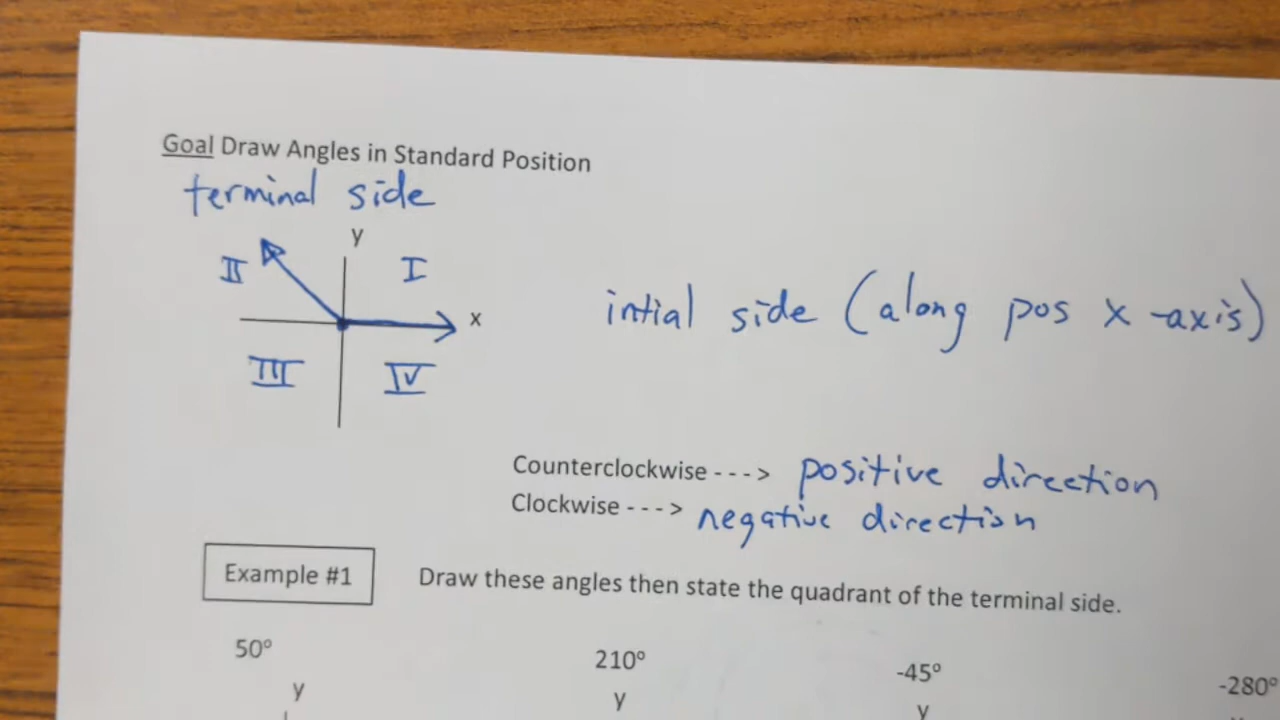 Goal Draw Angles in Standard Position
terminal side
y
II I
x
intial side (along pos x-axis)
III IV
Counterclockwise - - - > positive direction
Clockwise - - - > negative direction
Example #1 Draw these angles then state the quadrant of the terminal side.
50° 210° -45° -280°
y y y